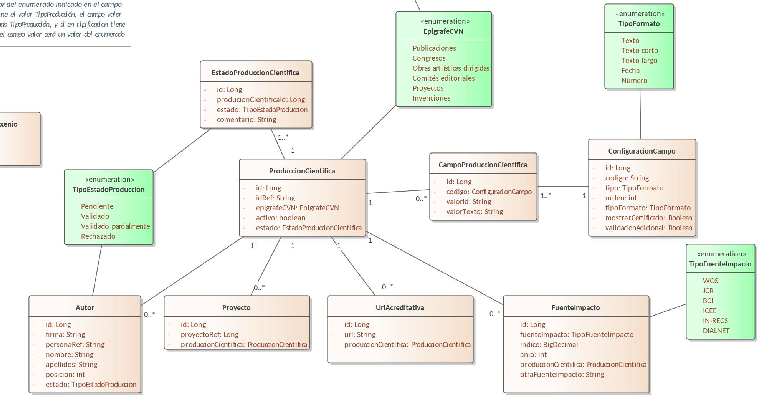 or del enumerado indicado en el campo
ne el valor TipoProducción, el campo valor
do TipoProducción, y si en tipificación tiene
el campo valor será un valor del enumerado
enio
EstadoProduccionCientifica
- id: Long
- produccionCientificaId: Long
- estado: TipoEstadoProduccion
- comentario: String
«enumeration»
EpigrafeCVN
Publicaciones
Congresos
Obras artísticas dirigidas
Comités editoriales
Proyectos
Invenciones
«enumeration»
TipoFormato
Texto
Texto corto
Texto largo
Fecha
Número
«enumeration»
TipoEstadoProduccion
Pendiente
Validado
Validado parcialmente
Rechazado
1..*
1
ProduccionCientifica
- id: Long
- idRef: String
- epigrafeCVN: EpigrafeCVN
- activo: boolean
- estado: EstadoProduccionCientifica
1
0..*
CampoProduccionCientifica
- id: Long
- codigo: ConfiguracionCampo
- valorId: String
- valorTexto: String
1..*
1
ConfiguracionCampo
- id: Long
- codigo: String
- tipo: TipoFormato
- orden: int
- tipoFormato: TipoFormato
- mostrarCertificado: Boolean
- validacionAdicional: Boolean
«enumeration»
TipoFuenteImpacto
WOS
JCR
BCI
ICEE
IN-RECS
DIALNET
1
1
1
1
0..*
0..*
0..*
0..*
Autor
- id: Long
- firma: String
- personaRef: String
- nombre: String
- apellidos: String
- posicion: int
- estado: TipoEstadoProduccion
Proyecto
- id: Long
- proyectoRef: Long
- produccionCientifica: ProduccionCientifica
UrlAcreditativa
- id: Long
- url: String
- produccionCientifica: ProduccionCientifica
FuenteImpacto
- id: Long
- fuenteImpacto: TipoFuenteImpacto
- indice: BigDecimal
- anio: int
- produccionCientifica: ProduccionCientifica
- otraFuenteImpacto: String